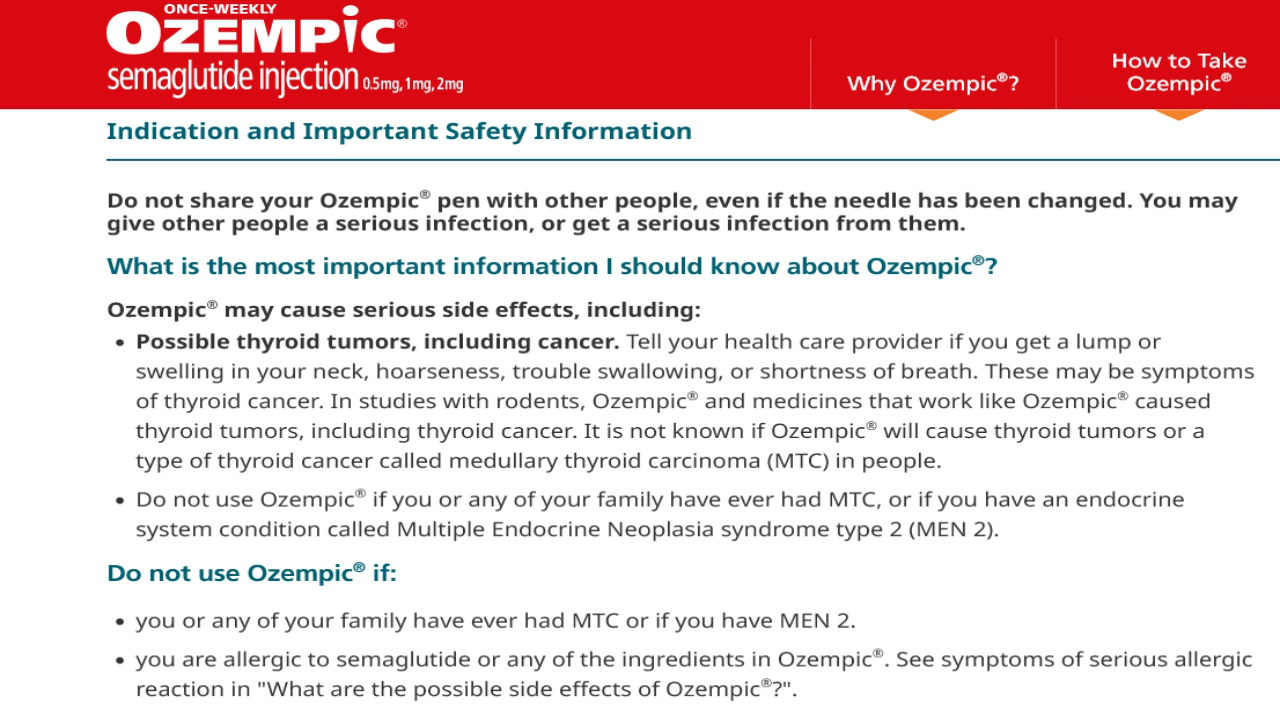 ONCE-WEEKLY
OZEMPIC®
semaglutide injection 0.5mg, 1mg, 2mg
Why Ozempic®?
How to Take
Ozempic®
Indication and Important Safety Information
Do not share your Ozempic® pen with other people, even if the needle has been changed. You may
give other people a serious infection, or get a serious infection from them.
What is the most important information I should know about Ozempic®?
Ozempic® may cause serious side effects, including:
• Possible thyroid tumors, including cancer. Tell your health care provider if you get a lump or
swelling in your neck, hoarseness, trouble swallowing, or shortness of breath. These may be symptoms
of thyroid cancer. In studies with rodents, Ozempic® and medicines that work like Ozempic® caused
thyroid tumors, including thyroid cancer. It is not known if Ozempic® will cause thyroid tumors or a
type of thyroid cancer called medullary thyroid carcinoma (MTC) in people.
• Do not use Ozempic® if you or any of your family have ever had MTC, or if you have an endocrine
system condition called Multiple Endocrine Neoplasia syndrome type 2 (MEN 2).
Do not use Ozempic® if:
• you or any of your family have ever had MTC or if you have MEN 2.
• you are allergic to semaglutide or any of the ingredients in Ozempic®. See symptoms of serious allergic
reaction in "What are the possible side effects of Ozempic®?".